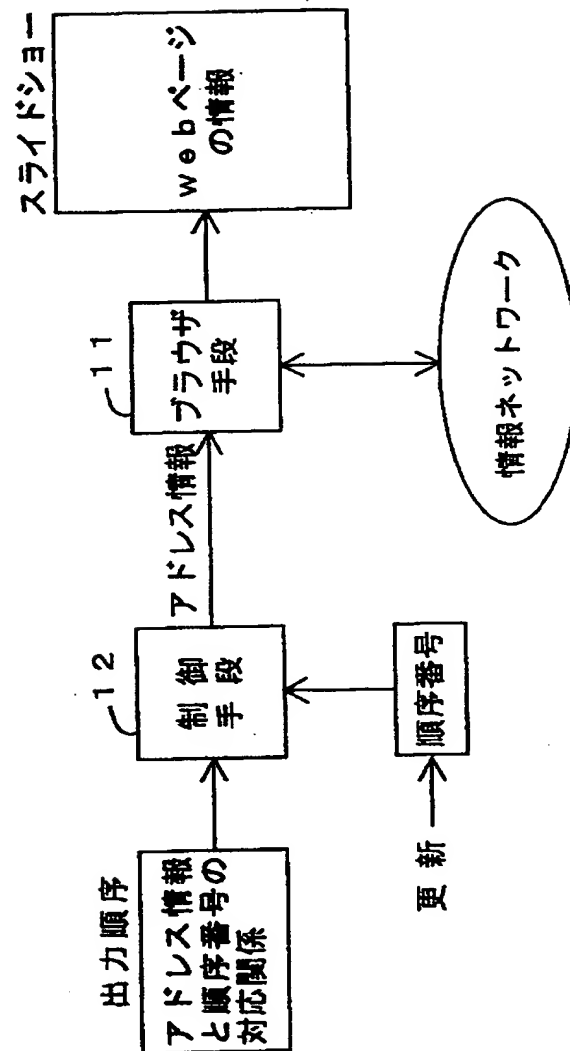 出力順序
アドレス情報
と順序番号の
対応関係
12
制御
手段
アドレス情報
11
ブラウザ
手段
スライドショー
webページ
の情報
更新
順序番号
情報ネットワーク